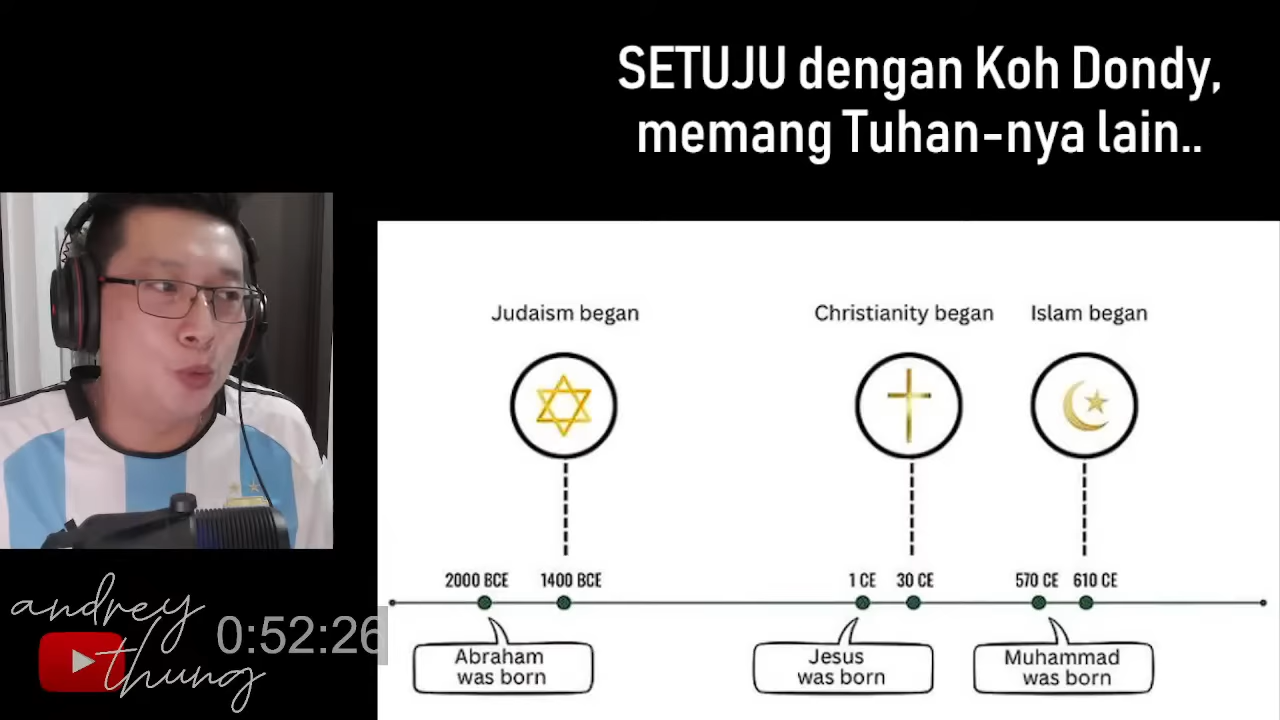 SETUJU dengan Koh Dondy,
memang Tuhan-nya lain..
Judaism began
Christianity began
Islam began
2000 BCE
1400 BCE
1 CE
30 CE
570 CE
610 CE
Abraham
was born
Jesus
was born
Muhammad
was born
andrey
thung
0:52:26